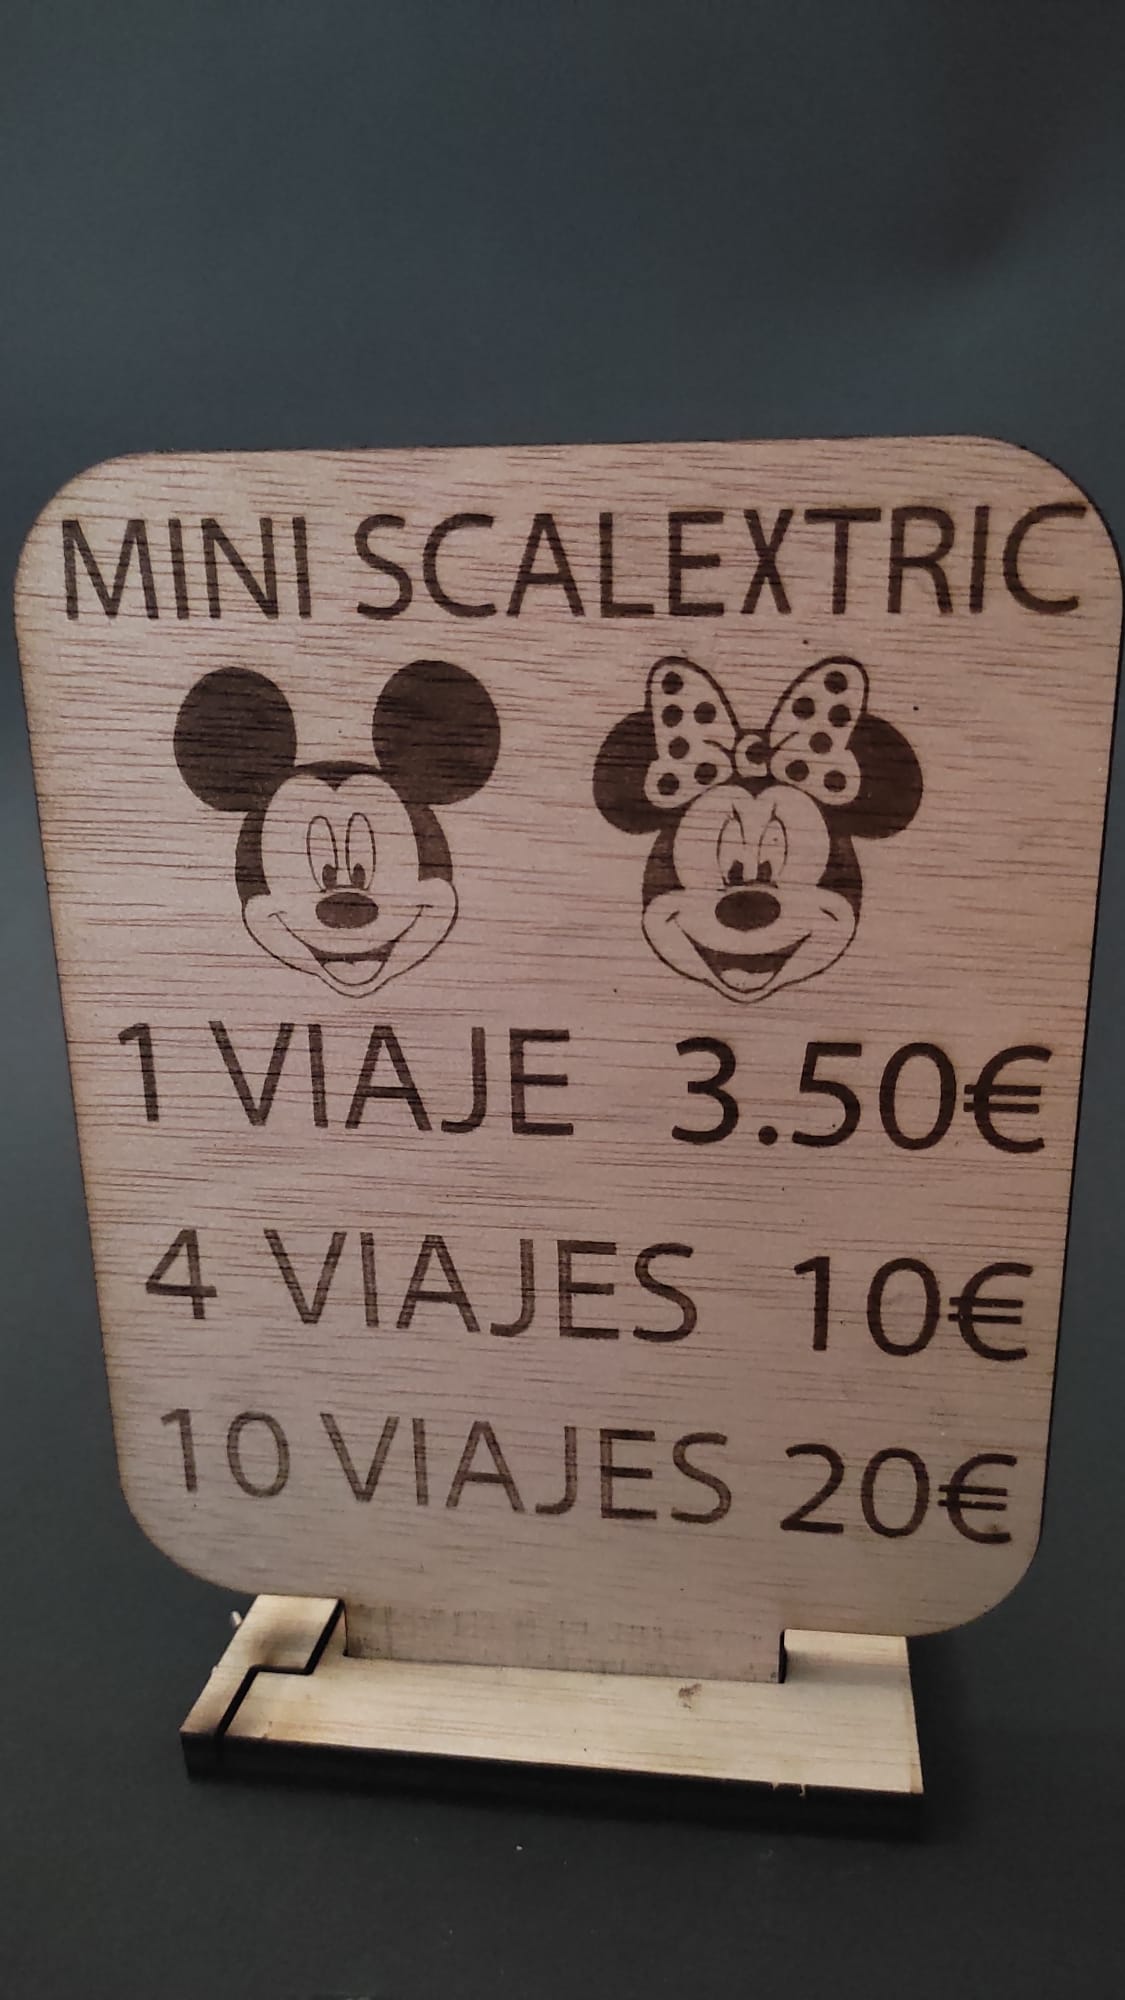 MINI SCALEXTRIC
1 VIAJE 3.50€
4 VIAJES 10€
10 VIAJES 20€